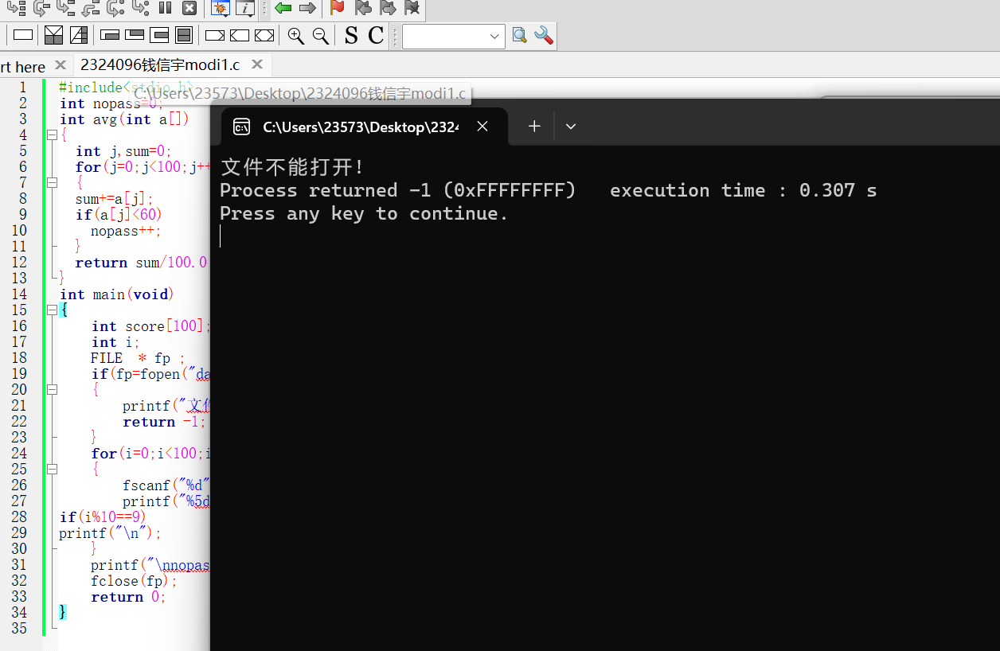 S C
rt here
2324096钱信宇modi1.c
C:\Users\23573\Desktop\2324096钱信宇modi1.c
C:\Users\23573\Desktop\2324
1 #include<stdio.h>
2 int nopass=0;
3 int avg(int a[])
4 {
5 int j,sum=0;
6 for(j=0;j<100;j++
7 {
8 sum+=a[j];
9 if(a[j]<60)
10 nopass++;
11 }
12 return sum/100.0
13 }
14 int main(void)
15 {
16 int score[100];
17 int i;
18 FILE * fp ;
19 if(fp=fopen("da
20 {
21 printf("文件
22 return -1;
23 }
24 for(i=0;i<100;i
25 {
26 fscanf("%d"
27 printf("%5d
28 if(i%10==9)
29 printf("\n");
30 }
31 printf("\nnopas
32 fclose(fp);
33 return 0;
34 }
35
文件不能打开!
Process returned -1 (0xFFFFFFFF) execution time : 0.307 s
Press any key to continue.